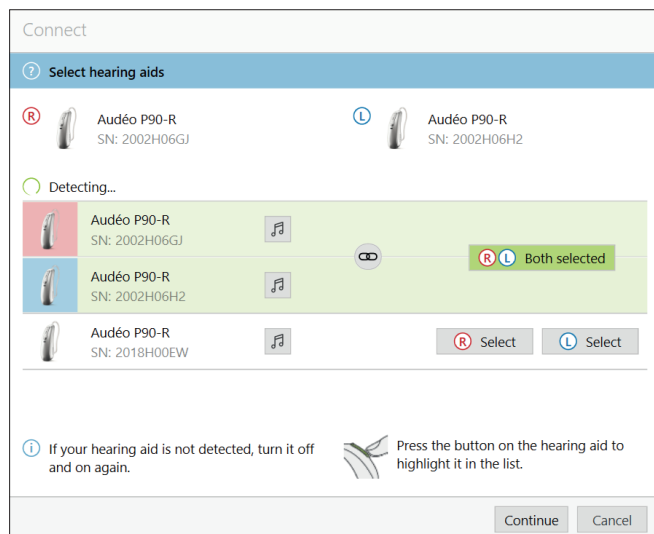 Connect
? Select hearing aids
R Audéo P90-R
SN: 2002H06GJ
L Audéo P90-R
SN: 2002H06H2
Detecting...
Audéo P90-R
SN: 2002H06GJ
R L Both selected
Audéo P90-R
SN: 2002H06H2
Audéo P90-R
SN: 2018H00EW
R Select
L Select
i If your hearing aid is not detected, turn it off
and on again.
Press the button on the hearing aid to
highlight it in the list.
Continue
Cancel